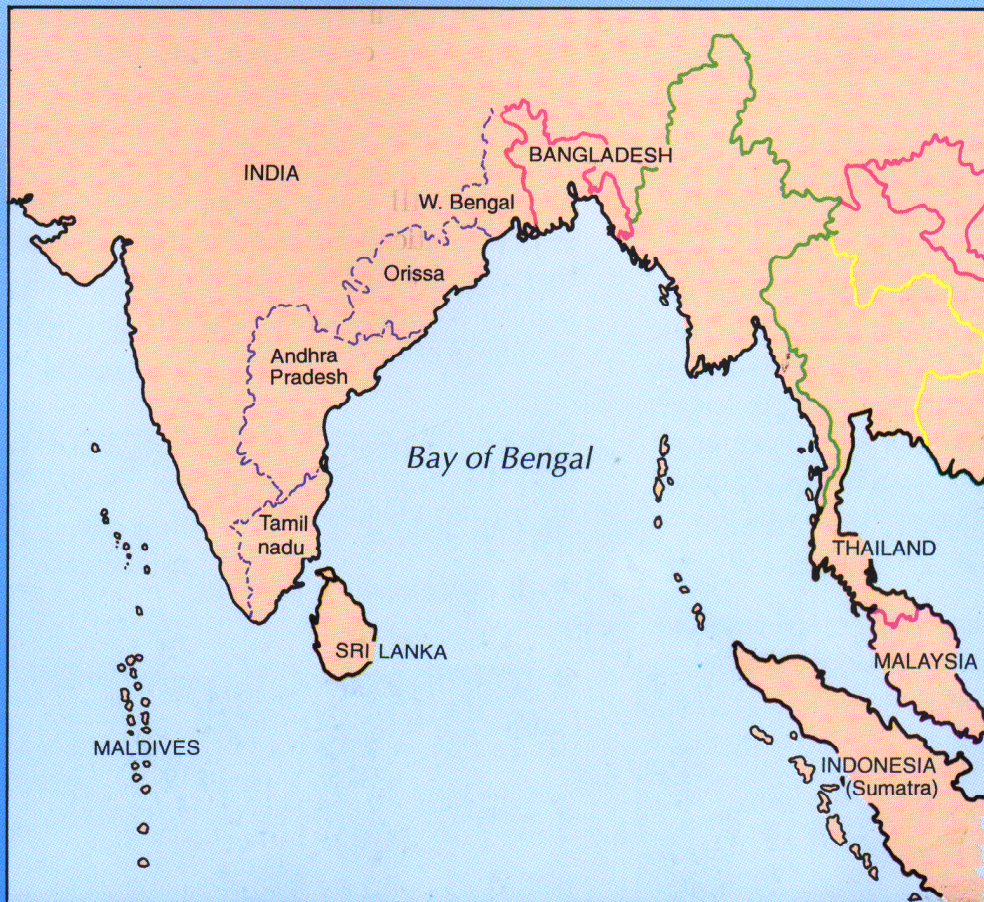 BANGLADESH
INDIA
W. Bengal
Orissa
Andhra
Pradesh
Bay of Bengal
Tamil
nadu
THAILAND
SRI LANKA
MALAYSIA
MALDIVES
INDONESIA
(Sumatra)